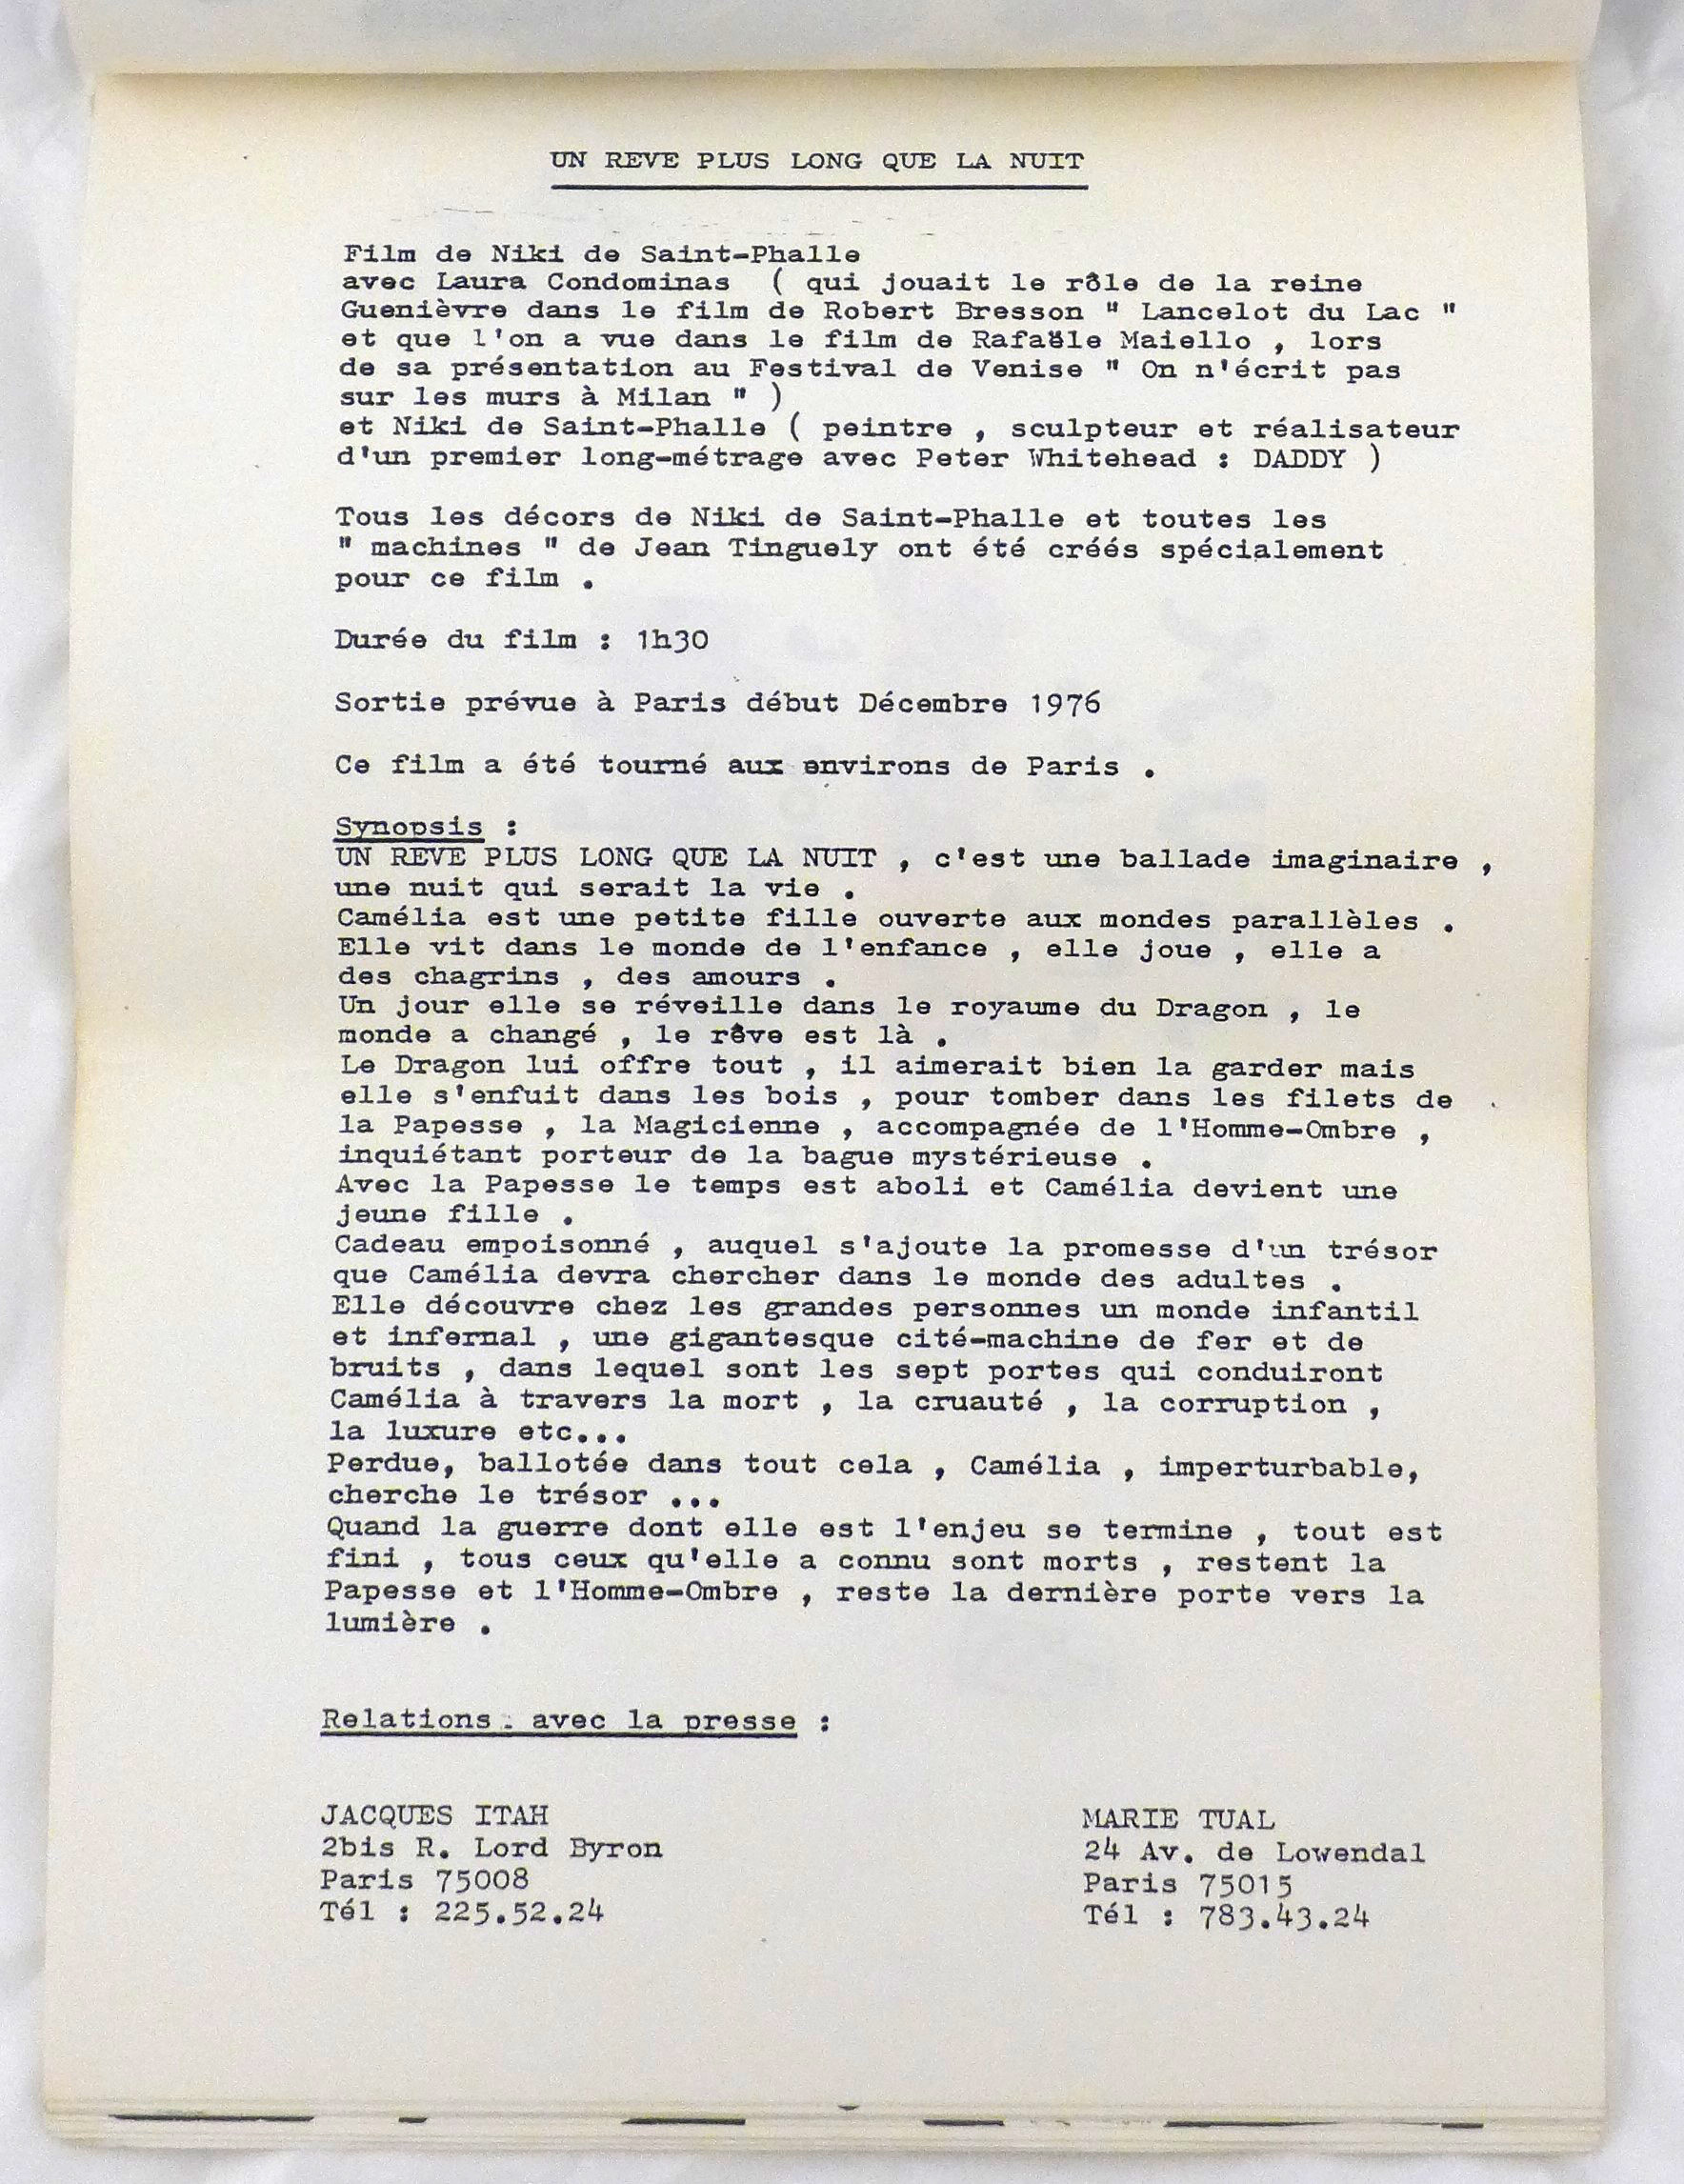 UN REVE PLUS LONG QUE LA NUIT
Film de Niki de Saint-Phalle
avec Laura Condominas ( qui jouait le rôle de la reine
Guenièvre dans le film de Robert Bresson " Lancelot du Lac "
et que l'on a vue dans le film de Rafaële Maiello , lors
de sa présentation au Festival de Venise " On n'écrit pas
sur les murs à Milan " )
et Niki de Saint-Phalle ( peintre , sculpteur et réalisateur
d'un premier long-métrage avec Peter Whitehead : DADDY )
Tous les décors de Niki de Saint-Phalle et toutes les
" machines " de Jean Tinguely ont été créés spécialement
pour ce film .
Durée du film : 1h30
Sortie prévue à Paris début Décembre 1976
Ce film a été tourné aux environs de Paris .
Synopsis :
UN REVE PLUS LONG QUE LA NUIT , c'est une ballade imaginaire ,
une nuit qui serait la vie .
Camélia est une petite fille ouverte aux mondes parallèles .
Elle vit dans le monde de l'enfance , elle joue , elle a
des chagrins , des amours .
Un jour elle se réveille dans le royaume du Dragon , le
monde a changé , le rêve est là .
Le Dragon lui offre tout , il aimerait bien la garder mais
elle s'enfuit dans les bois , pour tomber dans les filets de
la Papesse , la Magicienne , accompagnée de l'Homme-Ombre ,
inquiétant porteur de la bague mystérieuse .
Avec la Papesse le temps est aboli et Camélia devient une
jeune fille .
Cadeau empoisonné , auquel s'ajoute la promesse d'un trésor
que Camélia devra chercher dans le monde des adultes .
Elle découvre chez les grandes personnes un monde infantil
et infernal , une gigantesque cité-machine de fer et de
bruits , dans lequel sont les sept portes qui conduiront
Camélia à travers la mort , la cruauté , la corruption ,
la luxure etc...
Perdue, ballotée dans tout cela , Camélia , imperturbable,
cherche le trésor ...
Quand la guerre dont elle est l'enjeu se termine , tout est
fini , tous ceux qu'elle a connu sont morts , restent la
Papesse et l'Homme-Ombre , reste la dernière porte vers la
lumière .
Relations avec la presse :
JACQUES ITAH
2bis R. Lord Byron
Paris 75008
Tél : 225.52.24
MARIE TUAL
24 Av. de Lowendal
Paris 75015
Tél : 783.43.24